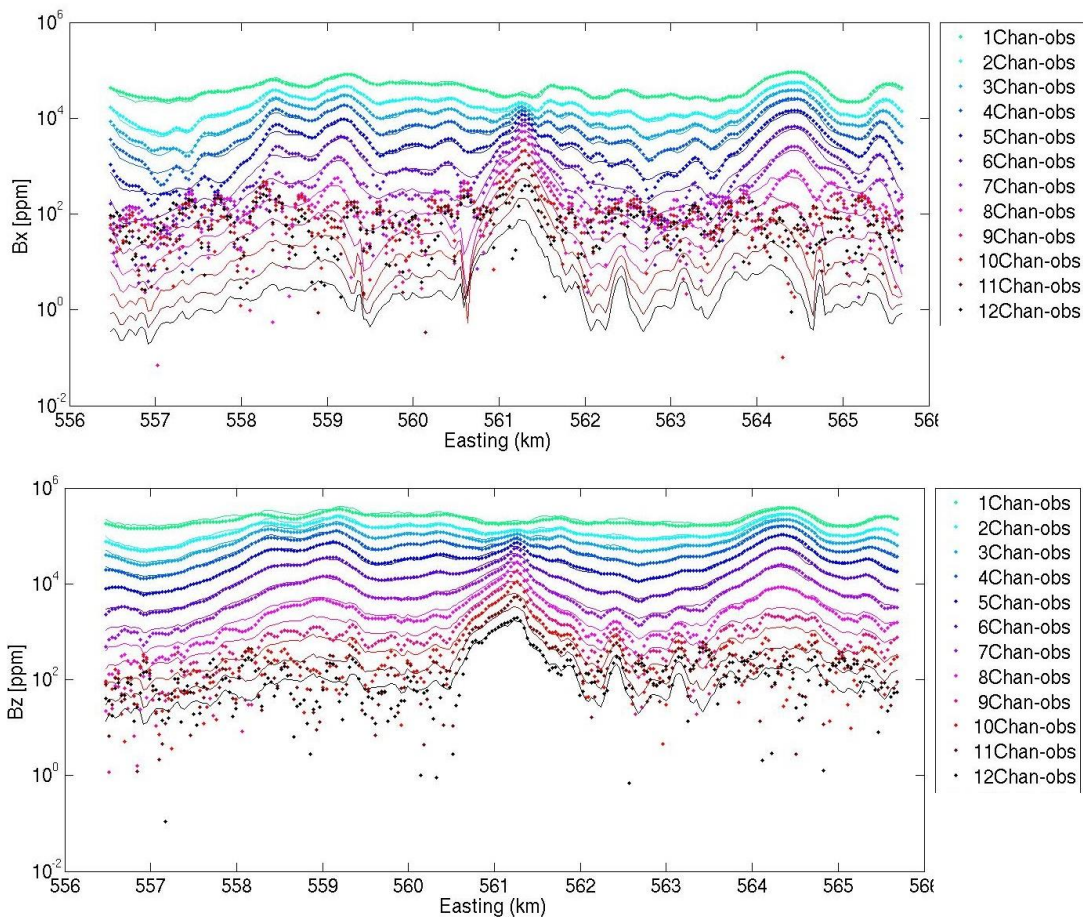 10^6
10^4
10^2
10^0
10^-2
Bx [ppm]
556 557 558 559 560 561 562 563 564 565 566
Easting (km)
1Chan-obs
2Chan-obs
3Chan-obs
4Chan-obs
5Chan-obs
6Chan-obs
7Chan-obs
8Chan-obs
9Chan-obs
10Chan-obs
11Chan-obs
12Chan-obs
10^6
10^4
10^2
10^0
10^-2
Bz [ppm]
556 557 558 559 560 561 562 563 564 565 566
Easting (km)
1Chan-obs
2Chan-obs
3Chan-obs
4Chan-obs
5Chan-obs
6Chan-obs
7Chan-obs
8Chan-obs
9Chan-obs
10Chan-obs
11Chan-obs
12Chan-obs